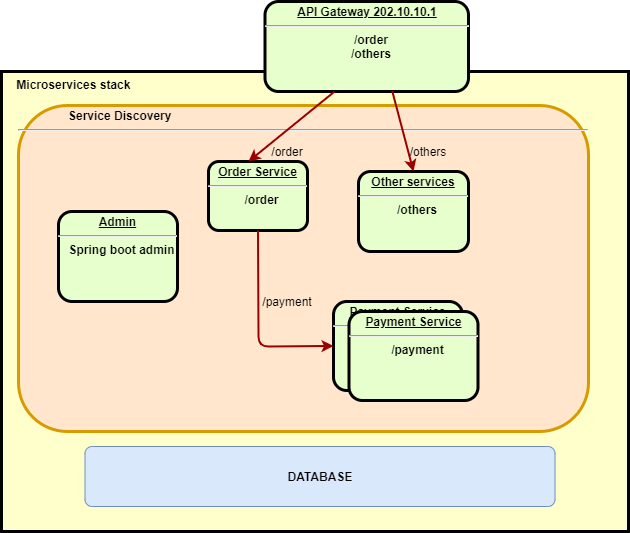 API Gateway 202.10.10.1
/order
/others
Microservices stack
Service Discovery
/order
/others
Order Service
/order
Other services
/others
Admin
Spring boot admin
/payment
Payment Service
Payment Service
/payment
DATABASE